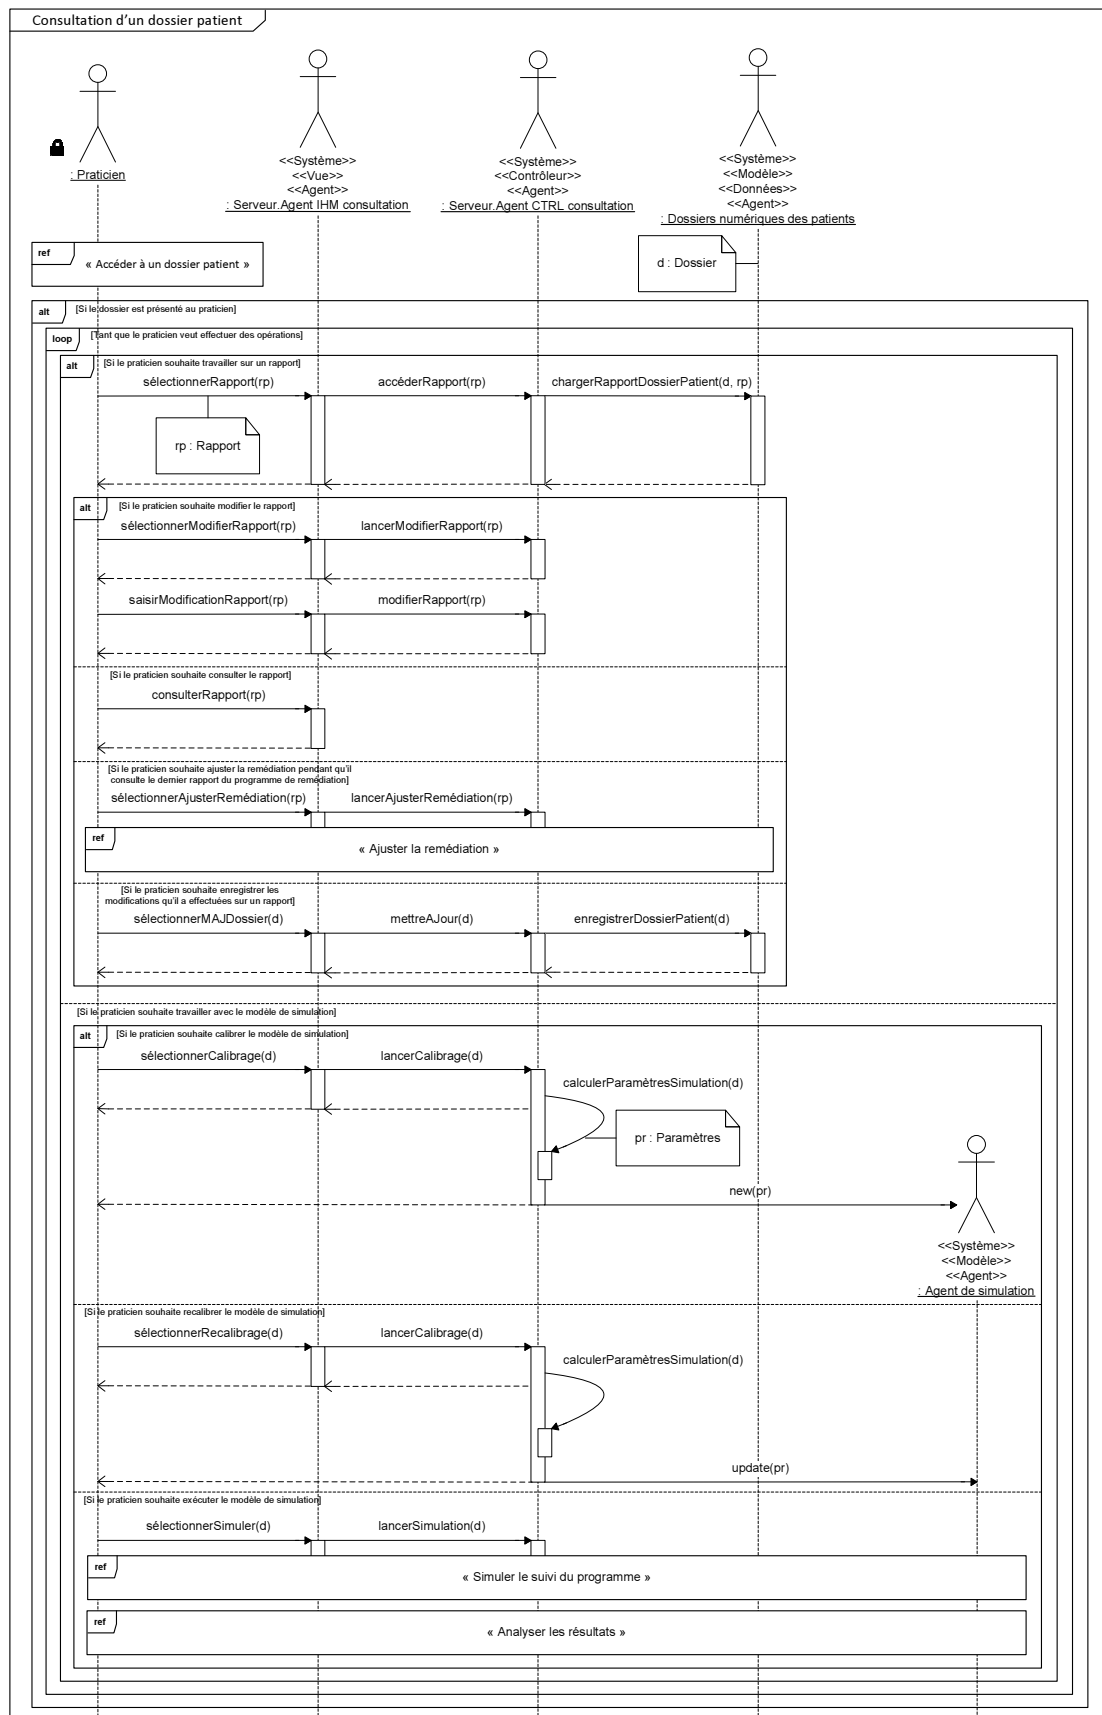 Consultation d'un dossier patient
: Praticien
<<Système>>
<<Vue>>
<<Agent>>
: Serveur.Agent IHM consultation
<<Système>>
<<Contrôleur>>
<<Agent>>
: Serveur.Agent CTRL consultation
<<Système>>
<<Modèle>>
<<Données>>
<<Agent>>
: Dossiers numériques des patients
ref
« Accéder à un dossier patient »
d : Dossier
alt
[Si le dossier est présenté au praticien]
loop
[Tant que le praticien veut effectuer des opérations]
alt
[Si le praticien souhaite travailler sur un rapport]
sélectionnerRapport(rp)
accéderRapport(rp)
chargerRapportDossierPatient(d, rp)
rp : Rapport
alt
[Si le praticien souhaite modifier le rapport]
sélectionnerModifierRapport(rp)
lancerModifierRapport(rp)
saisirModificationRapport(rp)
modifierRapport(rp)
[Si le praticien souhaite consulter le rapport]
consulterRapport(rp)
[Si le praticien souhaite ajuster la remédiation pendant qu'il
consulte le dernier rapport du programme de remédiation]
sélectionnerAjusterRemédiation(rp)
lancerAjusterRemédiation(rp)
ref
« Ajuster la remédiation »
[Si le praticien souhaite enregistrer les
modifications qu'il a effectuées sur un rapport]
sélectionnerMAJDossier(d)
mettreAJour(d)
enregistrerDossierPatient(d)
[Si le praticien souhaite travailler avec le modèle de simulation]
alt
[Si le praticien souhaite calibrer le modèle de simulation]
sélectionnerCalibrage(d)
lancerCalibrage(d)
calculerParamètresSimulation(d)
pr : Paramètres
new(pr)
<<Système>>
<<Modèle>>
<<Agent>>
: Agent de simulation
[Si le praticien souhaite recalibrer le modèle de simulation]
sélectionnerRecalibrage(d)
lancerCalibrage(d)
calculerParamètresSimulation(d)
update(pr)
[Si le praticien souhaite exécuter le modèle de simulation]
sélectionnerSimuler(d)
lancerSimulation(d)
ref
« Simuler le suivi du programme »
ref
« Analyser les résultats »